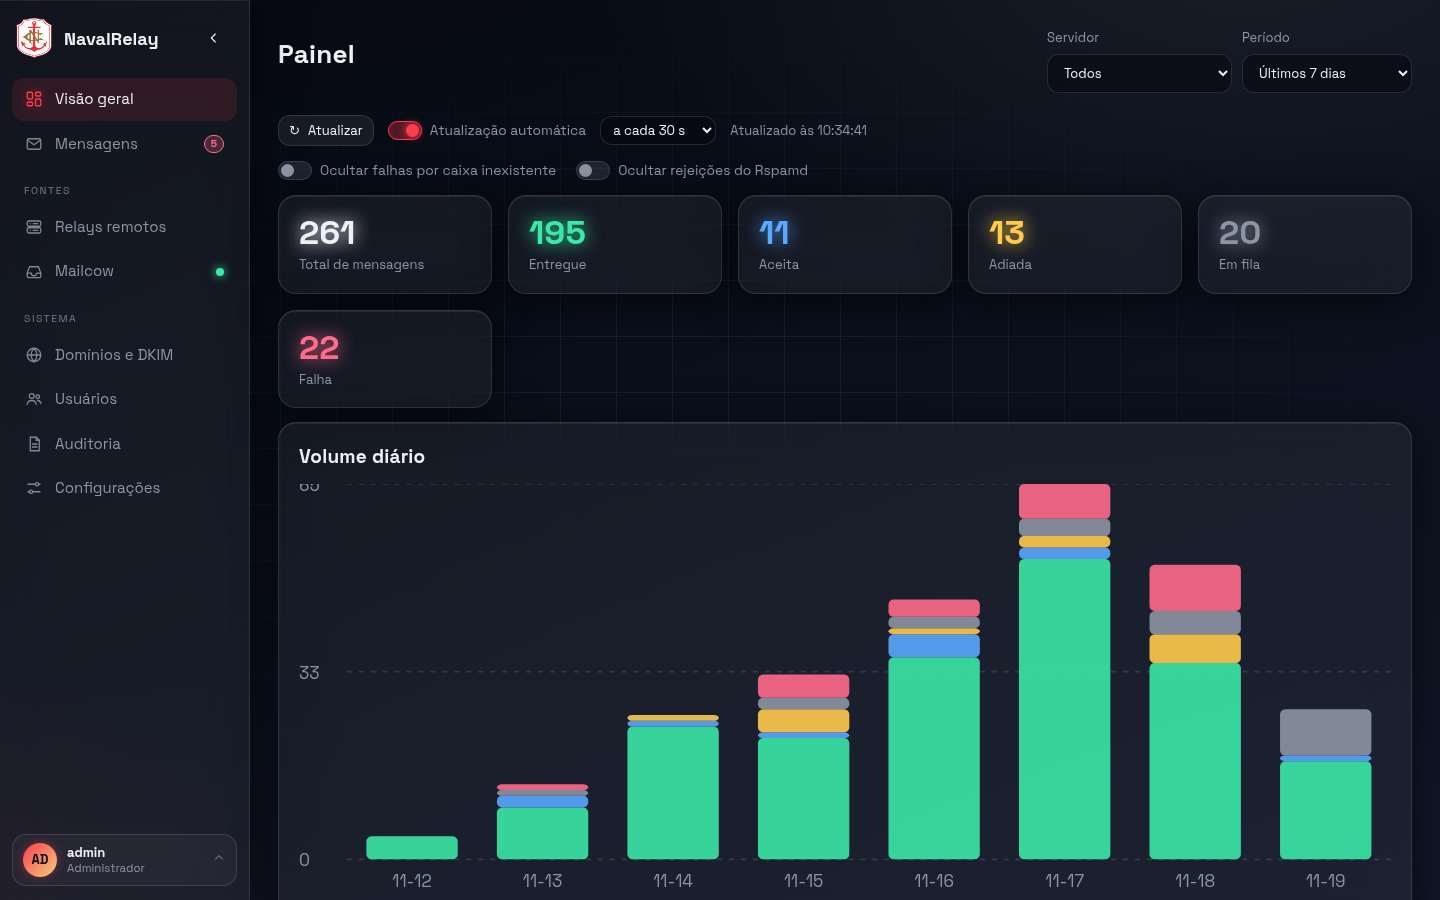 NavalRelay
Visão geral
Mensagens 5
FONTES
Relays remotos
Mailcow
SISTEMA
Domínios e DKIM
Usuários
Auditoria
Configurações
AD
admin
Administrador
Painel
Servidor
Todos
Período
Últimos 7 dias
Atualizar
Atualização automática
a cada 30 s
Atualizado às 10:34:41
Ocultar falhas por caixa inexistente
Ocultar rejeições do Rspamd
261
Total de mensagens
195
Entregue
11
Aceita
13
Adiada
20
Em fila
22
Falha
Volume diário
65
33
0
11-12 11-13 11-14 11-15 11-16 11-17 11-18 11-19